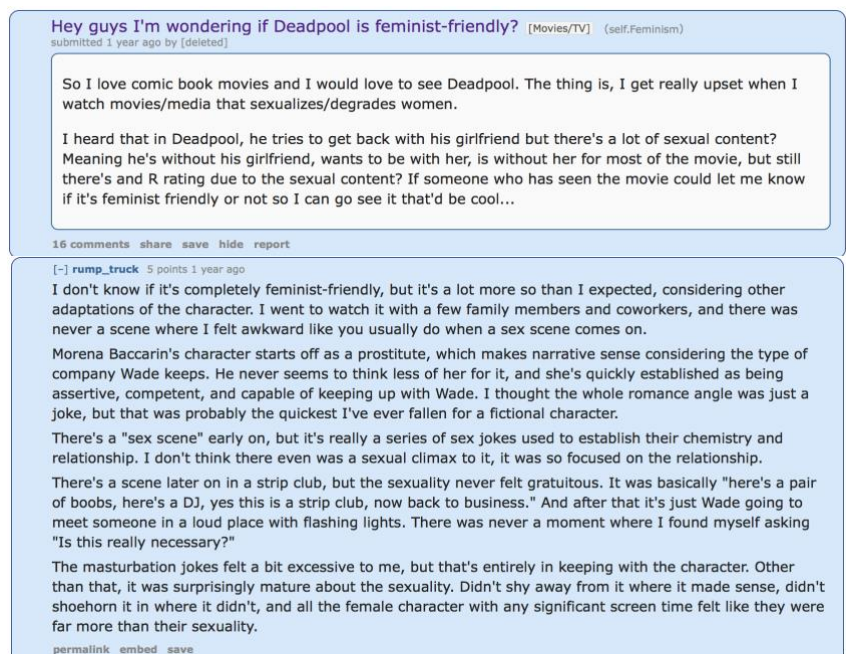 Hey guys I'm wondering if Deadpool is feminist-friendly? [Movies/TV] (self.Feminism)
submitted 1 year ago by [deleted]
So I love comic book movies and I would love to see Deadpool. The thing is, I get really upset when I
watch movies/media that sexualizes/degrades women.
I heard that in Deadpool, he tries to get back with his girlfriend but there's a lot of sexual content?
Meaning he's without his girlfriend, wants to be with her, is without her for most of the movie, but still
there's and R rating due to the sexual content? If someone who has seen the movie could let me know
if it's feminist friendly or not so I can go see it that'd be cool...
16 comments share save hide report
[-] rump_truck 5 points 1 year ago
I don't know if it's completely feminist-friendly, but it's a lot more so than I expected, considering other
adaptations of the character. I went to watch it with a few family members and coworkers, and there was
never a scene where I felt awkward like you usually do when a sex scene comes on.
Morena Baccarin's character starts off as a prostitute, which makes narrative sense considering the type of
company Wade keeps. He never seems to think less of her for it, and she's quickly established as being
assertive, competent, and capable of keeping up with Wade. I thought the whole romance angle was just a
joke, but that was probably the quickest I've ever fallen for a fictional character.
There's a "sex scene" early on, but it's really a series of sex jokes used to establish their chemistry and
relationship. I don't think there even was a sexual climax to it, it was so focused on the relationship.
There's a scene later on in a strip club, but the sexuality never felt gratuitous. It was basically "here's a pair
of boobs, here's a DJ, yes this is a strip club, now back to business." And after that it's just Wade going to
meet someone in a loud place with flashing lights. There was never a moment where I found myself asking
"Is this really necessary?"
The masturbation jokes felt a bit excessive to me, but that's entirely in keeping with the character. Other
than that, it was surprisingly mature about the sexuality. Didn't shy away from it where it made sense, didn't
shoehorn it in where it didn't, and all the female character with any significant screen time felt like they were
far more than their sexuality.
permalink embed save